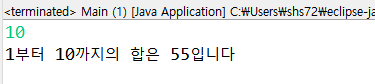 <terminated> Main (1) [Java Application] C:₩Users₩shs72₩eclipse-ja
10
1부터 10까지의 합은 55입니다